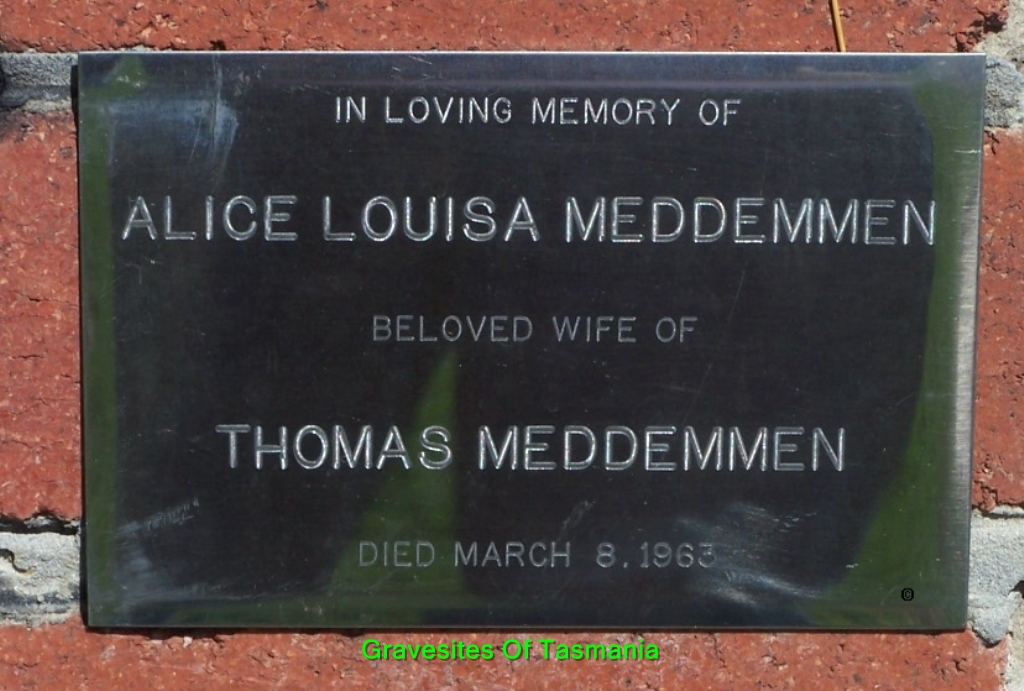 IN LOVING MEMORY OF
ALICE LOUISA MEDDEMMEN
BELOVED WIFE OF
THOMAS MEDDEMMEN
DIED MARCH 8, 1963
©
Gravesites Of Tasmania